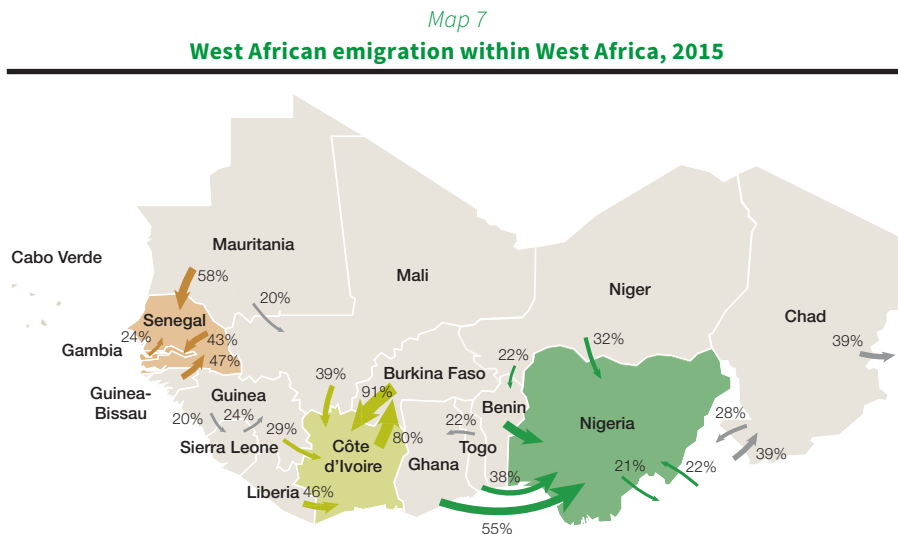 Map 7
West African emigration within West Africa, 2015
Mauritania
Cabo Verde
Mali
58%
Niger
20%
Senegal
Chad
24%
43%
39%
Gambia
47%
32%
22%
Burkina Faso
39%
91%
Guinea-
Bissau
Guinea
20%
24%
Benin
28%
22%
Nigeria
29%
80%
Sierra Leone
Côte
d'Ivoire
Togo
Ghana
39%
21%
22%
38%
Liberia
46%
55%